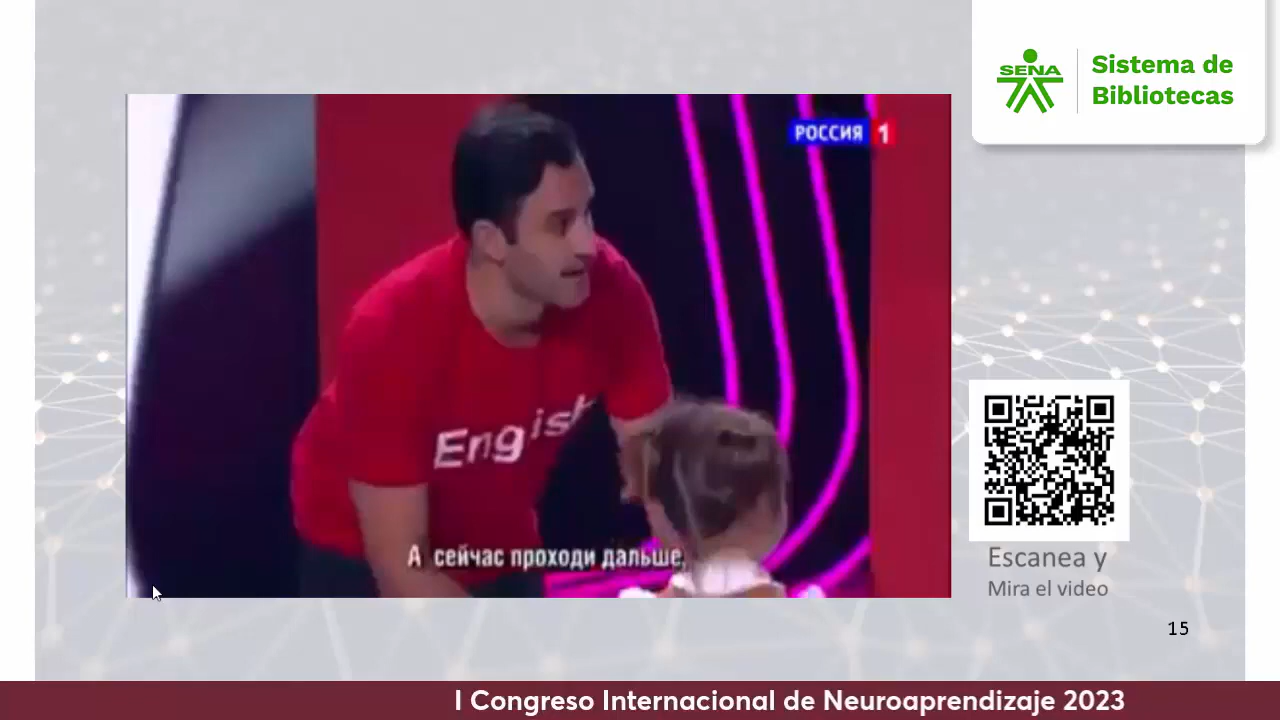 SENA
Sistema de
Bibliotecas
РОССИЯ 1
English
А сейчас проходи дальше,
Escanea y
Mira el video
15
I Congreso Internacional de Neuroaprendizaje 2023